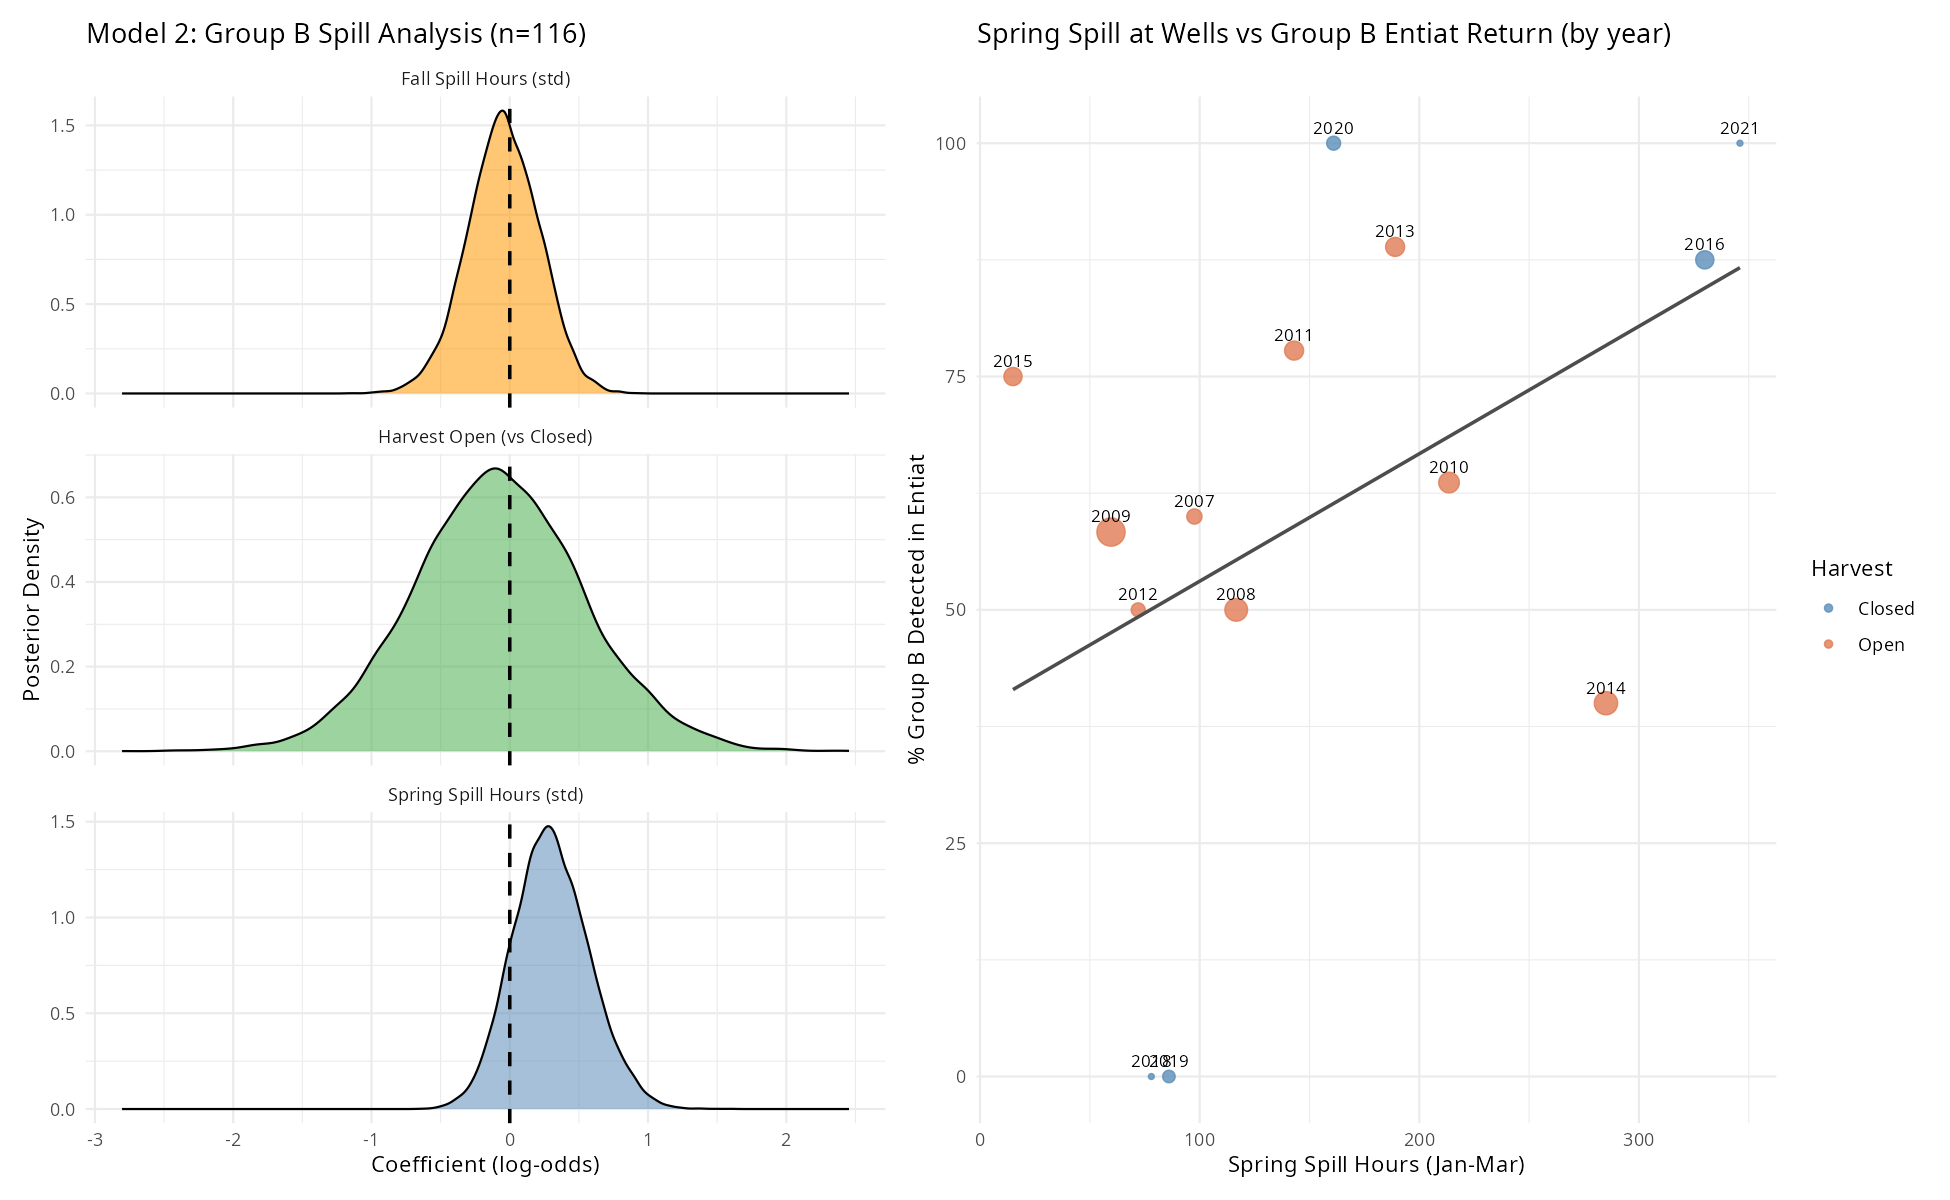 Model 2: Group B Spill Analysis (n=116)
Fall Spill Hours (std)
1.5
1.0
0.5
0.0
Harvest Open (vs Closed)
0.6
0.4
0.2
0.0
Spring Spill Hours (std)
1.5
1.0
0.5
0.0
-3 -2 -1 0 1 2
Coefficient (log-odds)
Posterior Density
Spring Spill at Wells vs Group B Entiat Return (by year)
100
75
50
25
0
2020
2021
2013
2016
2011
2015
2010
2007
2009
2012
2008
2014
2018
2019
0 100 200 300
Spring Spill Hours (Jan-Mar)
% Group B Detected in Entiat
Harvest
Closed
Open